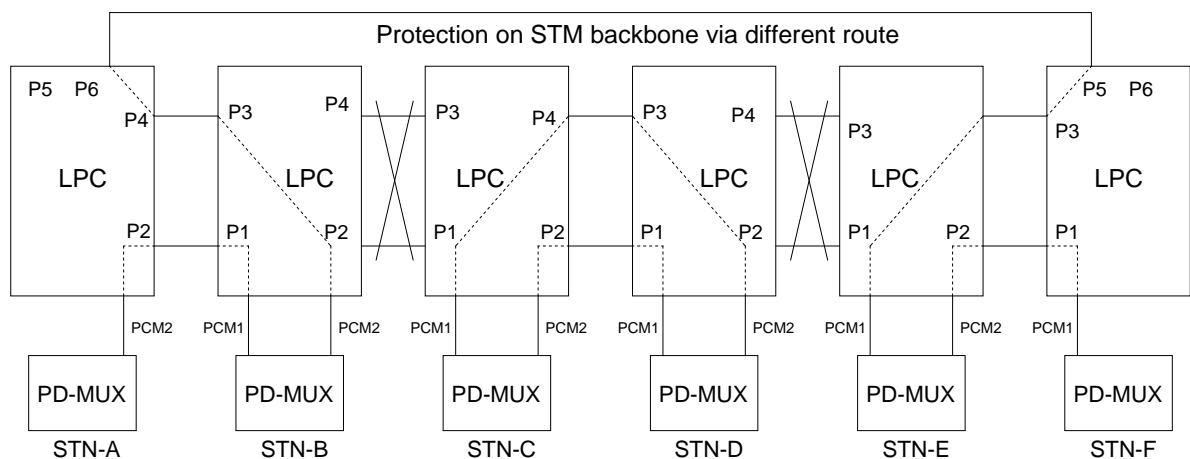 Protection on STM backbone via different route
P5 P6
P4
LPC
P2
P3
P4
LPC
P1
P2
P3
P4
LPC
P1
P2
P3
P4
LPC
P1
P2
P3
LPC
P1
P2
P5 P6
P3
LPC
P1
PCM2
PCM1
PCM2
PCM1
PCM2
PCM1
PCM2
PCM1
PCM2
PCM1
PD-MUX
PD-MUX
PD-MUX
PD-MUX
PD-MUX
PD-MUX
STN-A
STN-B
STN-C
STN-D
STN-E
STN-F